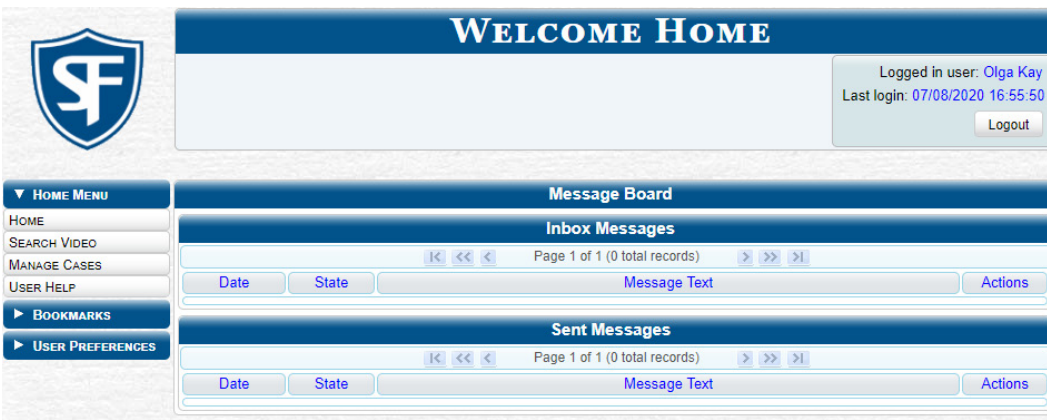 WELCOME HOME
SF
Logged in user: Olga Kay
Last login: 07/08/2020 16:55:50
Logout
▼ HOME MENU
HOME
SEARCH VIDEO
MANAGE CASES
USER HELP
► BOOKMARKS
► USER PREFERENCES
Message Board
Inbox Messages
|< << < Page 1 of 1 (0 total records) > >> >|
Date State Message Text Actions
Sent Messages
|< << < Page 1 of 1 (0 total records) > >> >|
Date State Message Text Actions